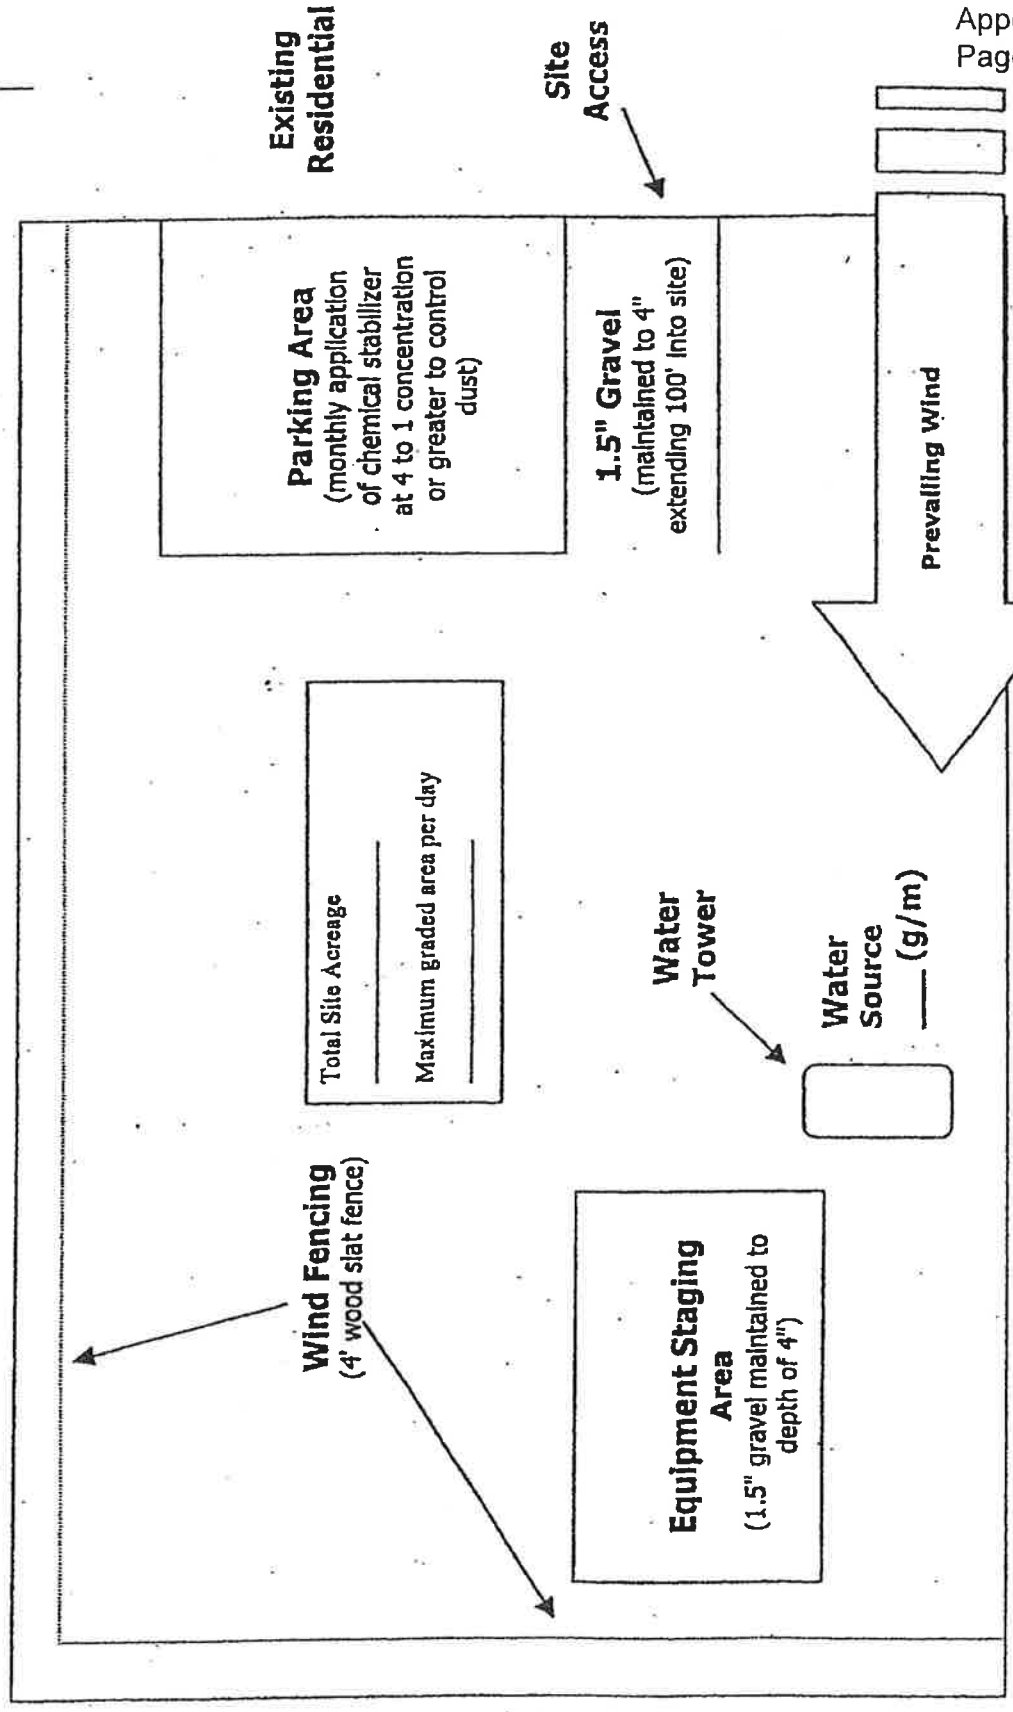 Appe
Page
Existing
Residential
Site
Access
Parking Area
(monthly application
of chemical stabilizer
at 4 to 1 concentration
or greater to control
dust)
1.5" Gravel
(maintained to 4"
extending 100' into site)
Prevailing Wind
Total Site Acreage
Maximum graded area per day
Water
Tower
Water
Source
(g/m)
Wind Fencing
(4' wood slat fence)
Equipment Staging
Area
(1.5" gravel maintained to
depth of 4")